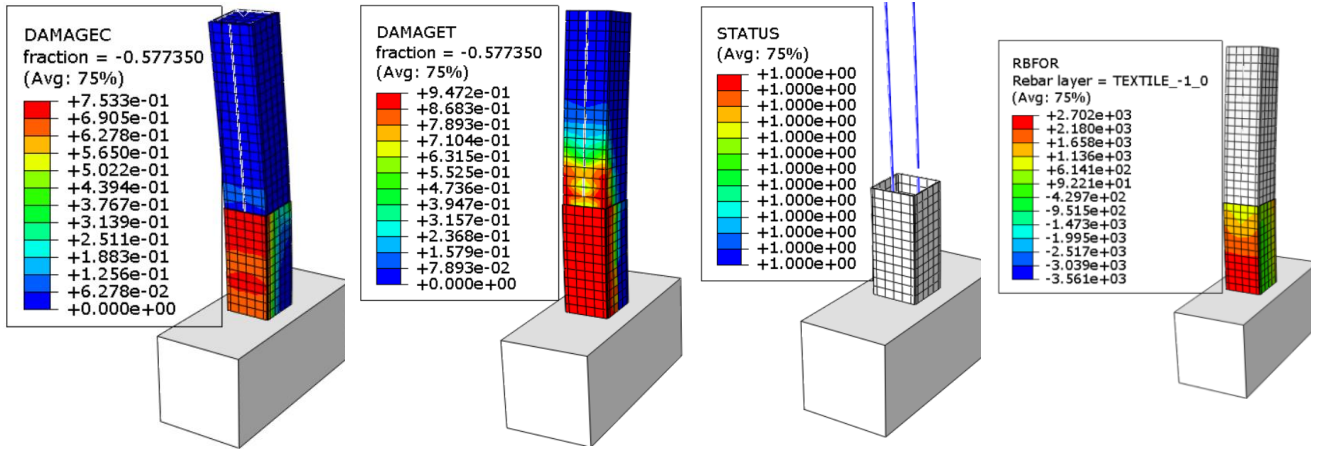 DAMAGEC
fraction = -0.577350
(Avg: 75%)
+7.533e-01
+6.905e-01
+6.278e-01
+5.650e-01
+5.022e-01
+4.394e-01
+3.767e-01
+3.139e-01
+2.511e-01
+1.883e-01
+1.256e-01
+6.278e-02
+0.000e+00
DAMAGET
fraction = -0.577350
(Avg: 75%)
+9.472e-01
+8.683e-01
+7.893e-01
+7.104e-01
+6.315e-01
+5.525e-01
+4.736e-01
+3.947e-01
+3.157e-01
+2.368e-01
+1.579e-01
+7.893e-02
+0.000e+00
STATUS
(Avg: 75%)
+1.000e+00
+1.000e+00
+1.000e+00
+1.000e+00
+1.000e+00
+1.000e+00
+1.000e+00
+1.000e+00
+1.000e+00
+1.000e+00
+1.000e+00
+1.000e+00
+1.000e+00
RBFOR
Rebar layer = TEXTILE_-1_0
(Avg: 75%)
+2.702e+03
+2.180e+03
+1.658e+03
+1.136e+03
+6.141e+02
+9.221e+01
-4.297e+02
-9.515e+02
-1.473e+03
-1.995e+03
-2.517e+03
-3.039e+03
-3.561e+03